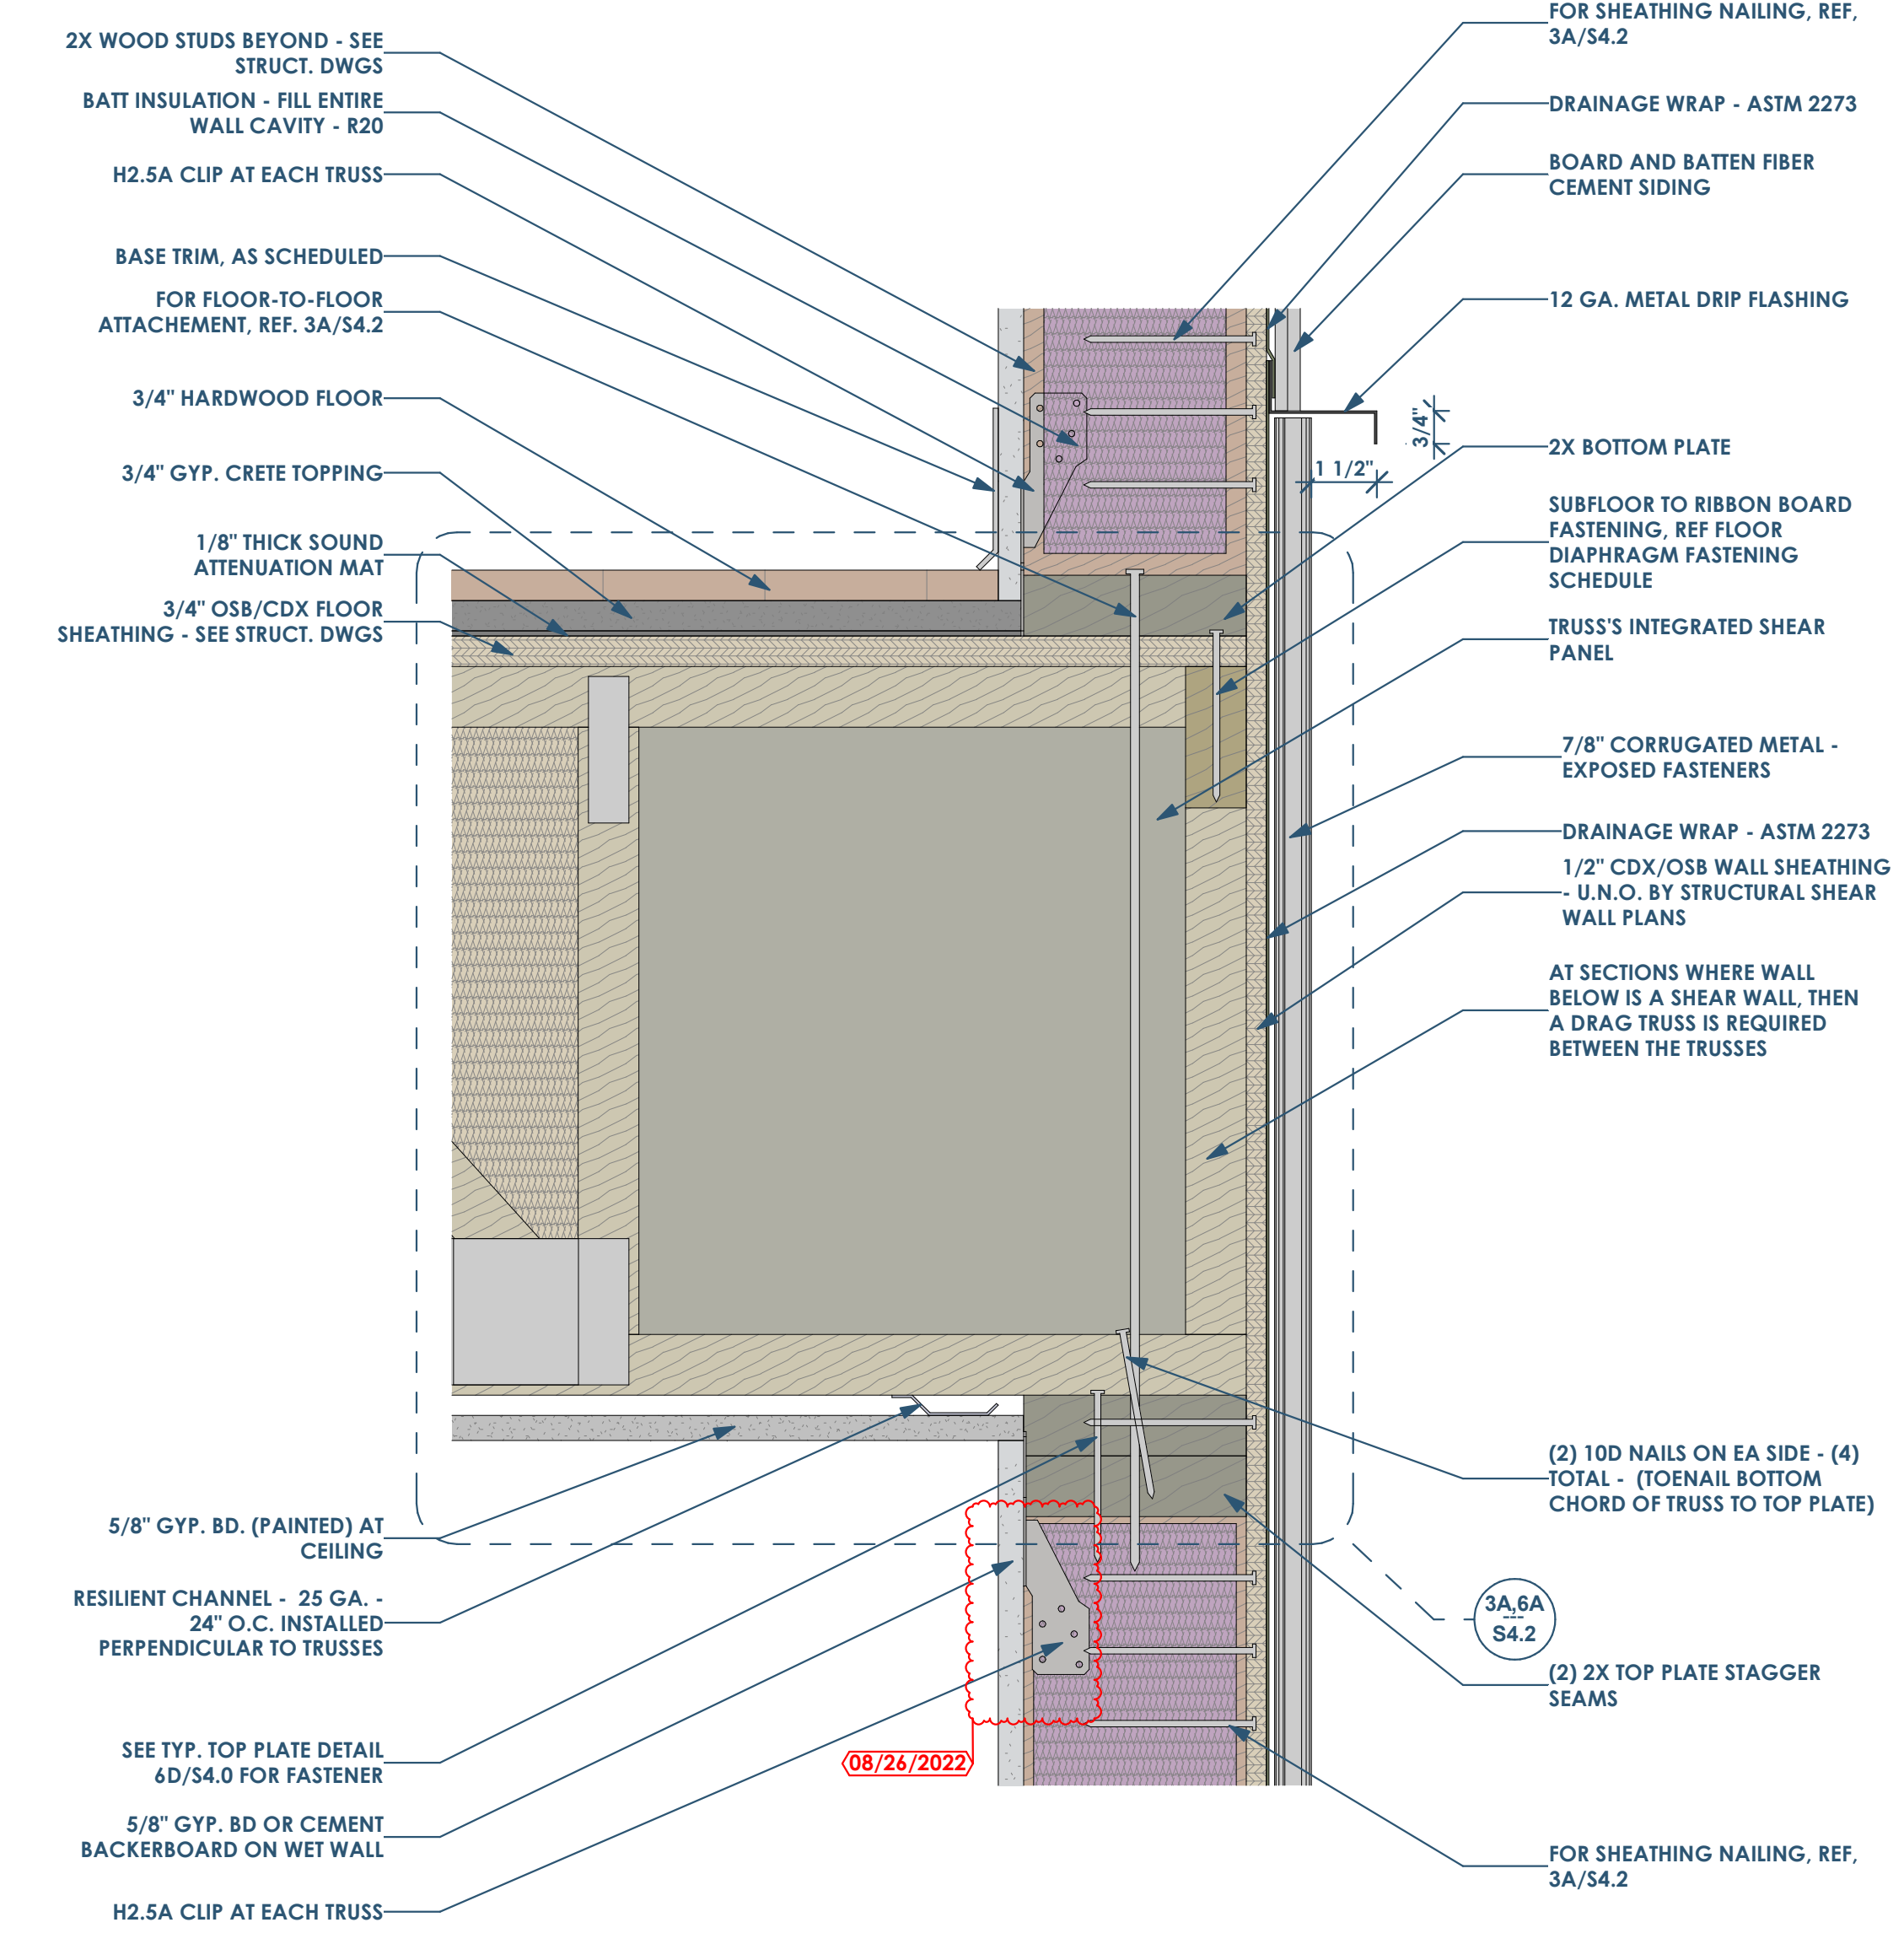 2X WOOD STUDS BEYOND - SEE
STRUCT. DWGS
BATT INSULATION - FILL ENTIRE
WALL CAVITY - R20
H2.5A CLIP AT EACH TRUSS
BASE TRIM, AS SCHEDULED
FOR FLOOR-TO-FLOOR
ATTACHEMENT, REF. 3A/S4.2
3/4" HARDWOOD FLOOR
3/4" GYP. CRETE TOPPING
1/8" THICK SOUND
ATTENUATION MAT
3/4" OSB/CDX FLOOR
SHEATHING - SEE STRUCT. DWGS
5/8" GYP. BD. (PAINTED) AT
CEILING
RESILIENT CHANNEL - 25 GA. -
24" O.C. INSTALLED
PERPENDICULAR TO TRUSSES
SEE TYP. TOP PLATE DETAIL
6D/S4.0 FOR FASTENER
5/8" GYP. BD OR CEMENT
BACKERBOARD ON WET WALL
H2.5A CLIP AT EACH TRUSS
08/26/2022
FOR SHEATHING NAILING, REF,
3A/S4.2
DRAINAGE WRAP - ASTM 2273
BOARD AND BATTEN FIBER
CEMENT SIDING
12 GA. METAL DRIP FLASHING
3/4"
1 1/2"
2X BOTTOM PLATE
SUBFLOOR TO RIBBON BOARD
FASTENING, REF FLOOR
DIAPHRAGM FASTENING
SCHEDULE
TRUSS'S INTEGRATED SHEAR
PANEL
7/8" CORRUGATED METAL -
EXPOSED FASTENERS
DRAINAGE WRAP - ASTM 2273
1/2" CDX/OSB WALL SHEATHING
- U.N.O. BY STRUCTURAL SHEAR
WALL PLANS
AT SECTIONS WHERE WALL
BELOW IS A SHEAR WALL, THEN
A DRAG TRUSS IS REQUIRED
BETWEEN THE TRUSSES
(2) 10D NAILS ON EA SIDE - (4)
TOTAL - (TOENAIL BOTTOM
CHORD OF TRUSS TO TOP PLATE)
3A,6A
---
S4.2
(2) 2X TOP PLATE STAGGER
SEAMS
FOR SHEATHING NAILING, REF,
3A/S4.2